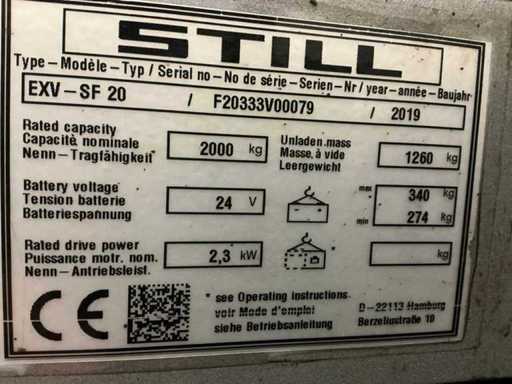 STILL
Type – Modèle – Typ / Serial no – No de série – Serien – Nr / year – année – Baujahr
EXV – SF 20 / F20333V00079 / 2019
Rated capacity
Capacité nominale
Nenn – Tragfähigkeit
2000 kg
Unladen mass
Masse à vide
Leergewicht
1260 kg
Battery voltage
Tension batterie
Batteriespannung
24 V
max 340 kg
min 274 kg
Rated drive power
Puissance motr. nom.
Nenn – Antriebsleist.
2,3 kW
kg
CE
* see Operating instructions
voir Mode d'emploi
siehe Betriebsanleitung
D – 22113 Hamburg
Berzeliustraße 10